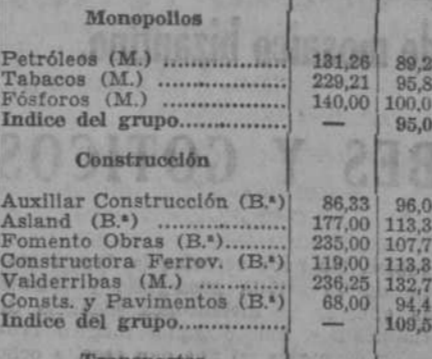 Monopolios
Petróleos (M.) .................. 131,26 89,2
Tabacos (M.) .................. 229,21 95,8
Fósforos (M.) .................. 140,00 100,0
Indice del grupo............... — 95,0
Construcción
Auxiliar Construcción (B.ª) 86,33 96,0
Asland (B.ª) .................. 177,00 113,3
Fomento Obras (B.ª)......... 235,00 107,7
Constructora Ferrov. (B.ª) 119,00 113,3
Valderribas (M.) ............ 236,25 132,7
Consts. y Pavimentos (B.ª) 68,00 94,4
Indice del grupo............... — 109,5